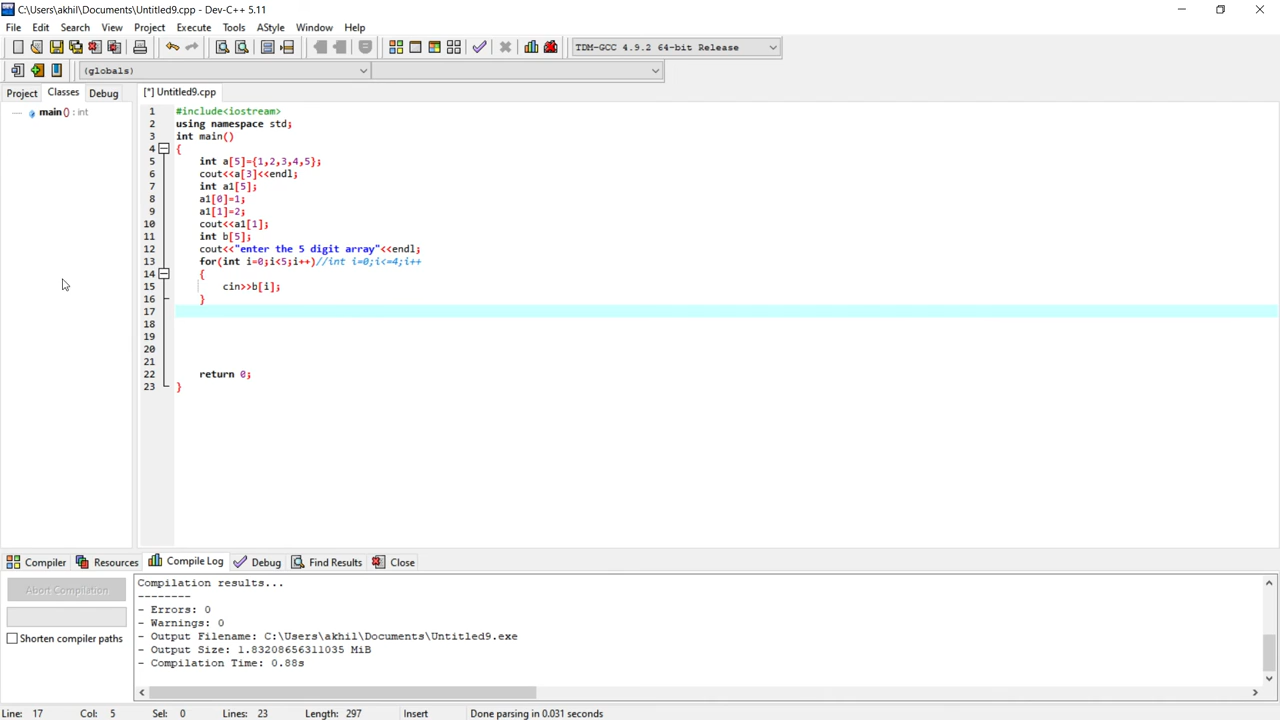 C:\Users\akhil\Documents\Untitled9.cpp - Dev-C++ 5.11
File Edit Search View Project Execute Tools AStyle Window Help
TDM-GCC 4.9.2 64-bit Release
(globals)
Project Classes Debug
[*] Untitled9.cpp
main() : int
1 #include<iostream>
2 using namespace std;
3 int main()
4 {
5 int a[5]={1,2,3,4,5};
6 cout<<a[3]<<endl;
7 int a1[5];
8 a1[0]=1;
9 a1[1]=2;
10 cout<<a1[1];
11 int b[5];
12 cout<<"enter the 5 digit array"<<endl;
13 for(int i=0;i<5;i++)//int i=0;i<=4;i++
14 {
15 cin>>b[i];
16 }
17
18
19
20
21
22 return 0;
23 }
Compiler Resources Compile Log Debug Find Results Close
Abort Compilation
Shorten compiler paths
Compilation results...
--------
- Errors: 0
- Warnings: 0
- Output Filename: C:\Users\akhil\Documents\Untitled9.exe
- Output Size: 1.83208656311035 MiB
- Compilation Time: 0.88s
Line: 17 Col: 5 Sel: 0 Lines: 23 Length: 297 Insert Done parsing in 0.031 seconds